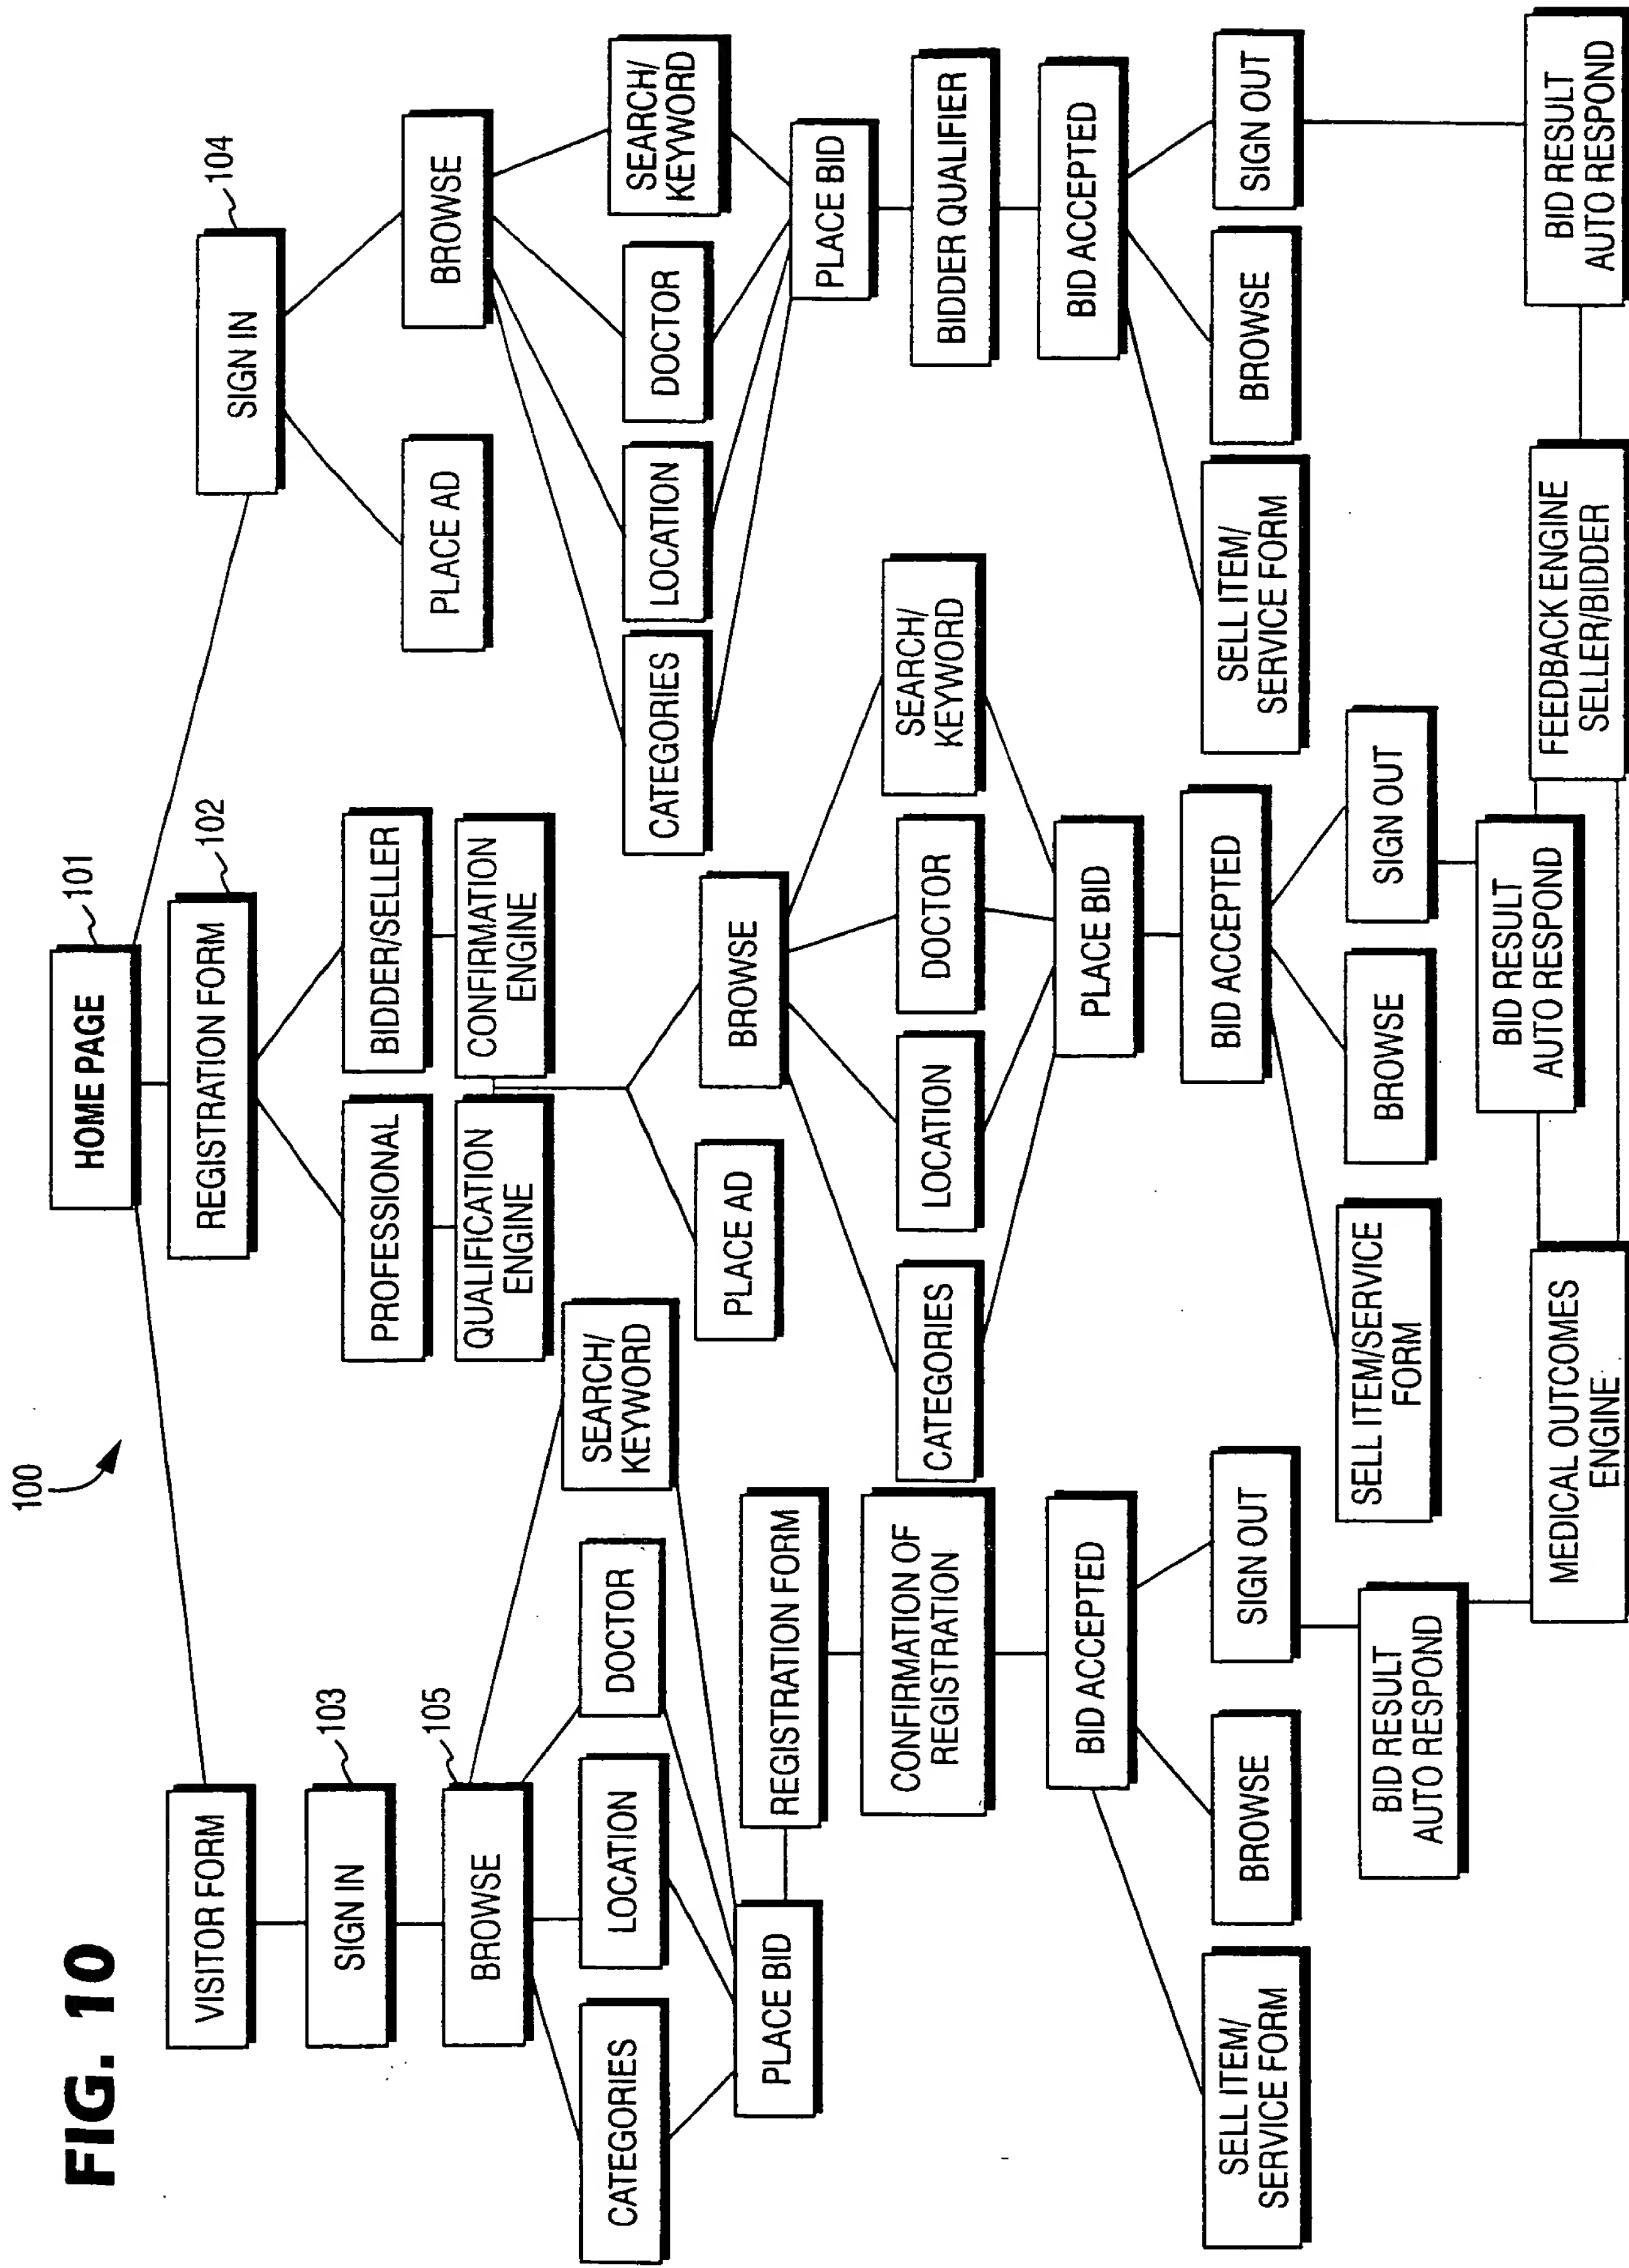 FIG. 10
100
HOME PAGE
101
VISITOR FORM
REGISTRATION FORM
102
SIGN IN
104
SIGN IN
103
PROFESSIONAL
BIDDER/SELLER
PLACE AD
BROWSE
BROWSE
105
QUALIFICATION
ENGINE
CONFIRMATION
ENGINE
CATEGORIES
LOCATION
DOCTOR
SEARCH/
KEYWORD
CATEGORIES
LOCATION
DOCTOR
SEARCH/
KEYWORD
PLACE AD
BROWSE
PLACE BID
REGISTRATION FORM
PLACE BID
CONFIRMATION OF
REGISTRATION
CATEGORIES
LOCATION
DOCTOR
SEARCH/
KEYWORD
BIDDER QUALIFIER
BID ACCEPTED
PLACE BID
BID ACCEPTED
SELL ITEM/
SERVICE FORM
BROWSE
SIGN OUT
BID ACCEPTED
SELL ITEM/
SERVICE FORM
BROWSE
SIGN OUT
BID RESULT
AUTO RESPOND
SELL ITEM/SERVICE
FORM
BROWSE
SIGN OUT
BID RESULT
AUTO RESPOND
MEDICAL OUTCOMES
ENGINE
FEEDBACK ENGINE
SELLER/BIDDER
BID RESULT
AUTO RESPOND